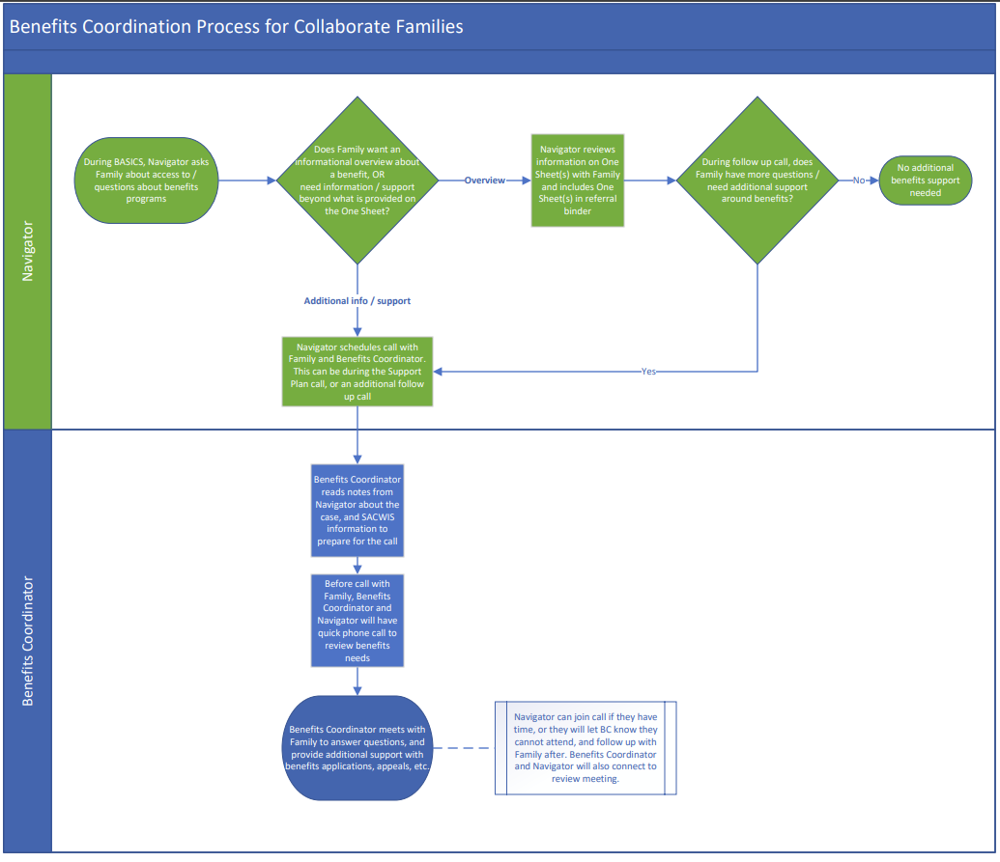 Benefits Coordination Process for Collaborate Families
Navigator
During BASICS, Navigator asks
Family about access to /
questions about benefits
programs
Does Family want an
informational overview about
a benefit, OR
need information / support
beyond what is provided on
the One Sheet?
Overview
Navigator reviews
information on One
Sheet(s) with Family
and includes One
Sheet(s) in referral
binder
During follow up call, does
Family have more questions /
need additional support
around benefits?
No
No additional
benefits support
needed
Additional info / support
Navigator schedules call with
Family and Benefits Coordinator.
This can be during the Support
Plan call, or an additional follow
up call
Yes
Benefits Coordinator
Benefits Coordinator
reads notes from
Navigator about the
case, and SACWIS
information to
prepare for the call
Before call with
Family, Benefits
Coordinator and
Navigator will have
quick phone call to
review benefits
needs
Benefits Coordinator meets with
Family to answer questions, and
provide additional support with
benefits applications, appeals, etc.
Navigator can join call if they have
time, or they will let BC know they
cannot attend, and follow up with
Family after. Benefits Coordinator
and Navigator will also connect to
review meeting.